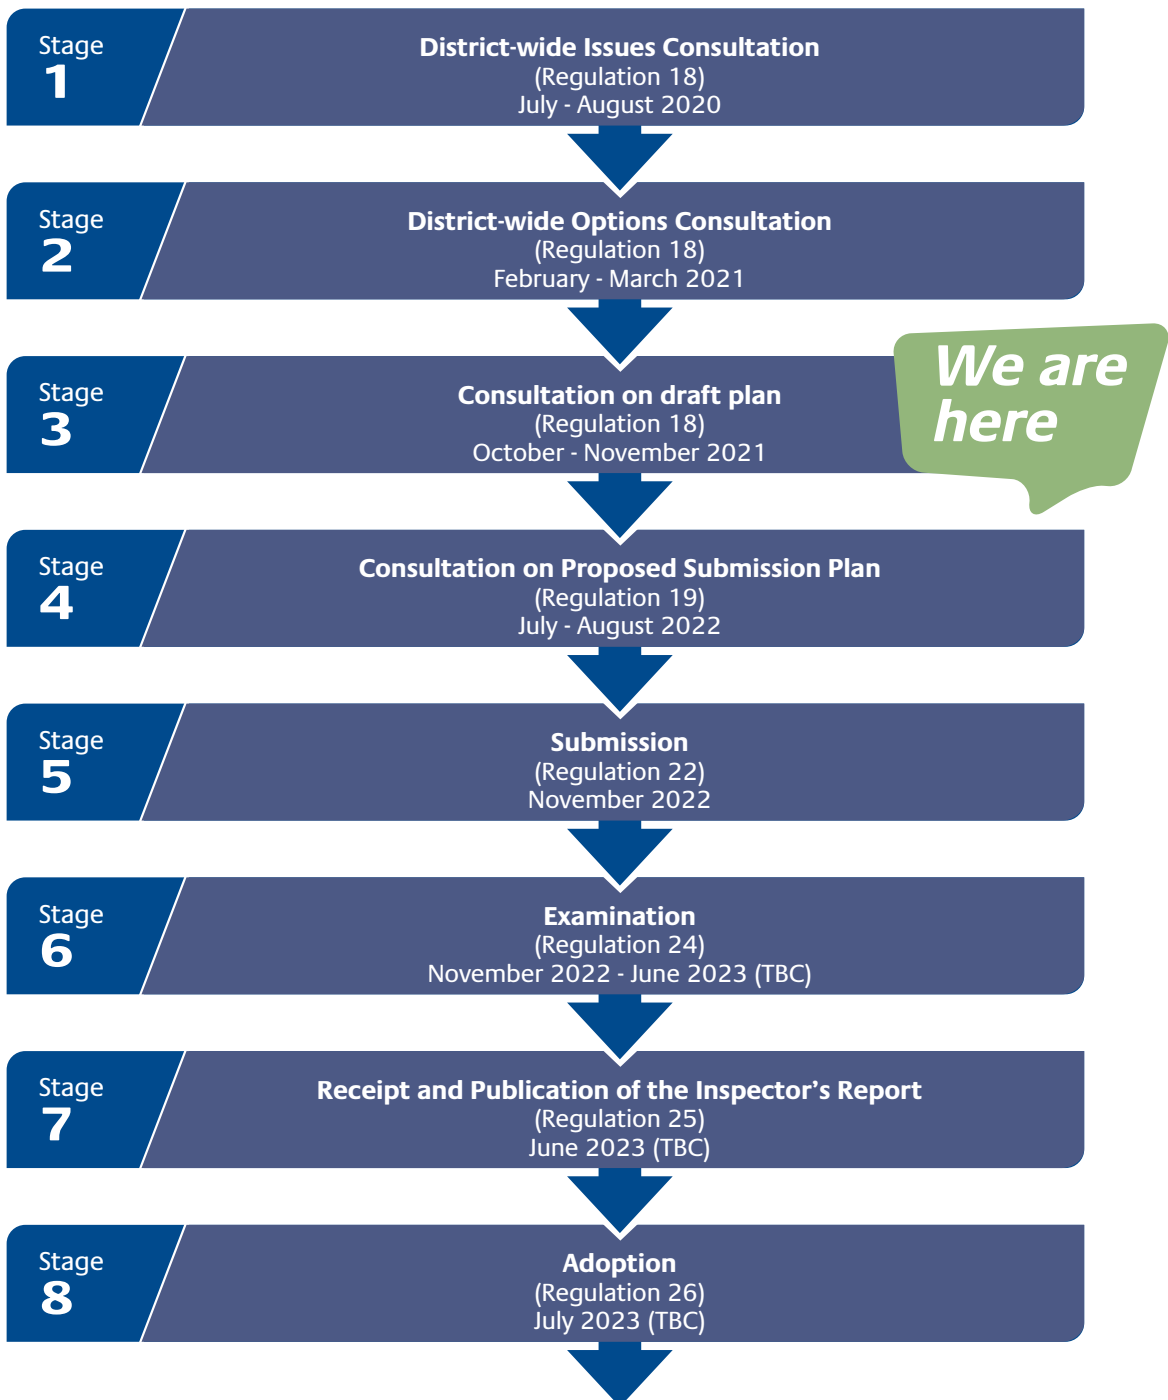 Stage
1
District-wide Issues Consultation
(Regulation 18)
July - August 2020
Stage
2
District-wide Options Consultation
(Regulation 18)
February - March 2021
Stage
3
Consultation on draft plan
(Regulation 18)
October - November 2021
We are
here
Stage
4
Consultation on Proposed Submission Plan
(Regulation 19)
July - August 2022
Stage
5
Submission
(Regulation 22)
November 2022
Stage
6
Examination
(Regulation 24)
November 2022 - June 2023 (TBC)
Stage
7
Receipt and Publication of the Inspector’s Report
(Regulation 25)
June 2023 (TBC)
Stage
8
Adoption
(Regulation 26)
July 2023 (TBC)